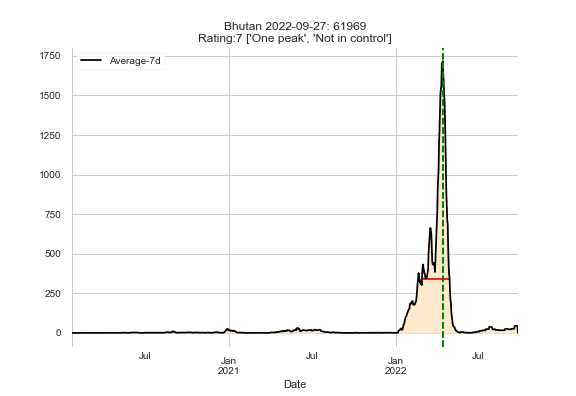 Bhutan 2022-09-27: 61969
Rating:7 ['One peak', 'Not in control']
Average-7d
1750
1500
1250
1000
750
500
250
0
Jul
Jan
2021
Jul
Jan
2022
Jul
Date